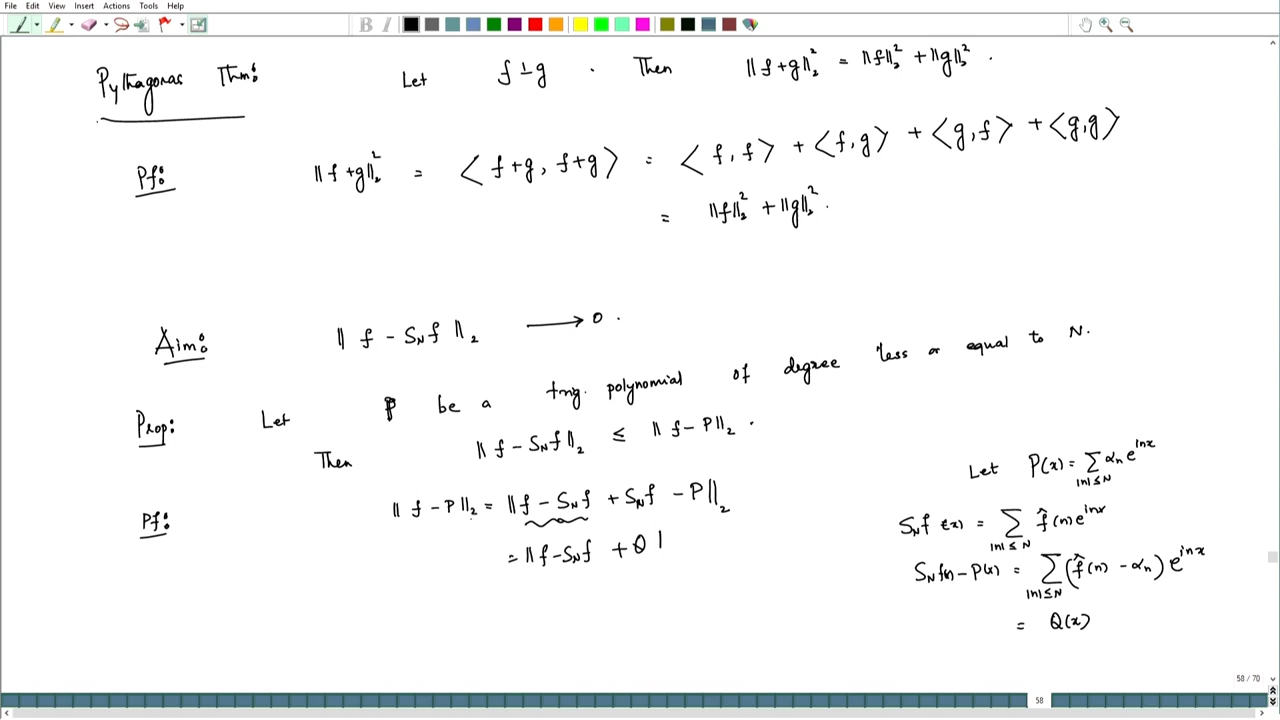 File Edit View Insert Actions Tools Help
B I
Pythagoras Thm: Let f ⊥ g . Then ‖f+g‖₂² = ‖f‖₂² + ‖g‖₂² .
Pf: ‖f+g‖₂² = ⟨f+g, f+g⟩ = ⟨f,f⟩ + ⟨f,g⟩ + ⟨g,f⟩ + ⟨g,g⟩
= ‖f‖₂² + ‖g‖₂² .
Aim: ‖ f - S_N f ‖₂ ⟶ 0 .
Prop: Let P be a trig. polynomial of degree less or equal to N.
Then ‖ f - S_N f ‖₂ ≤ ‖ f - P ‖₂ .
Let P(x) = ∑_{|n|≤N} α_n e^{inx}
Pf: ‖ f - P ‖₂ = ‖ f - S_N f + S_N f - P ‖₂
S_N f (x) = ∑_{|n|≤N} f̂(n) e^{inx}
= ‖ f - S_N f + Q |
S_N f(x) - P(x) = ∑_{|n|≤N} (f̂(n) - α_n) e^{inx}
= Q(x)
58 / 70
58